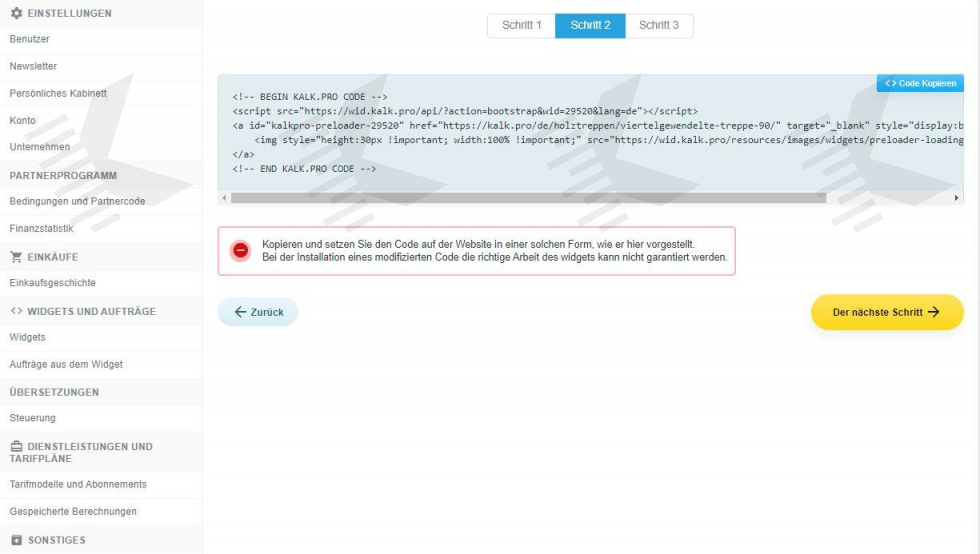 EINSTELLUNGEN
Benutzer
Newsletter
Persönliches Kabinett
Konto
Unternehmen
PARTNERPROGRAMM
Bedingungen und Partnercode
Finanzstatistik
EINKÄUFE
Einkaufsgeschichte
<> WIDGETS UND AUFTRÄGE
Widgets
Aufträge aus dem Widget
ÜBERSETZUNGEN
Steuerung
DIENSTLEISTUNGEN UND
TARIFPLÄNE
Tarifmodelle und Abonnements
Gespeicherte Berechnungen
SONSTIGES
Schritt 1 Schritt 2 Schritt 3
<> Code Kopieren
<!-- BEGIN KALK.PRO CODE -->
<script src="https://wid.kalk.pro/api/?action=bootstrap&wid=29520&lang=de"></script>
<a id="kalkpro-preloader-29520" href="https://kalk.pro/de/holztreppen/viertelgewendelte-treppe-90/" target="_blank" style="display:b
<img style="height:30px !important; width:100% !important;" src="https://wid.kalk.pro/resources/images/widgets/preloader-loading
</a>
<!-- END KALK.PRO CODE -->
Kopieren und setzen Sie den Code auf der Website in einer solchen Form, wie er hier vorgestellt.
Bei der Installation eines modifizierten Code die richtige Arbeit des widgets kann nicht garantiert werden.
← Zurück
Der nächste Schritt →